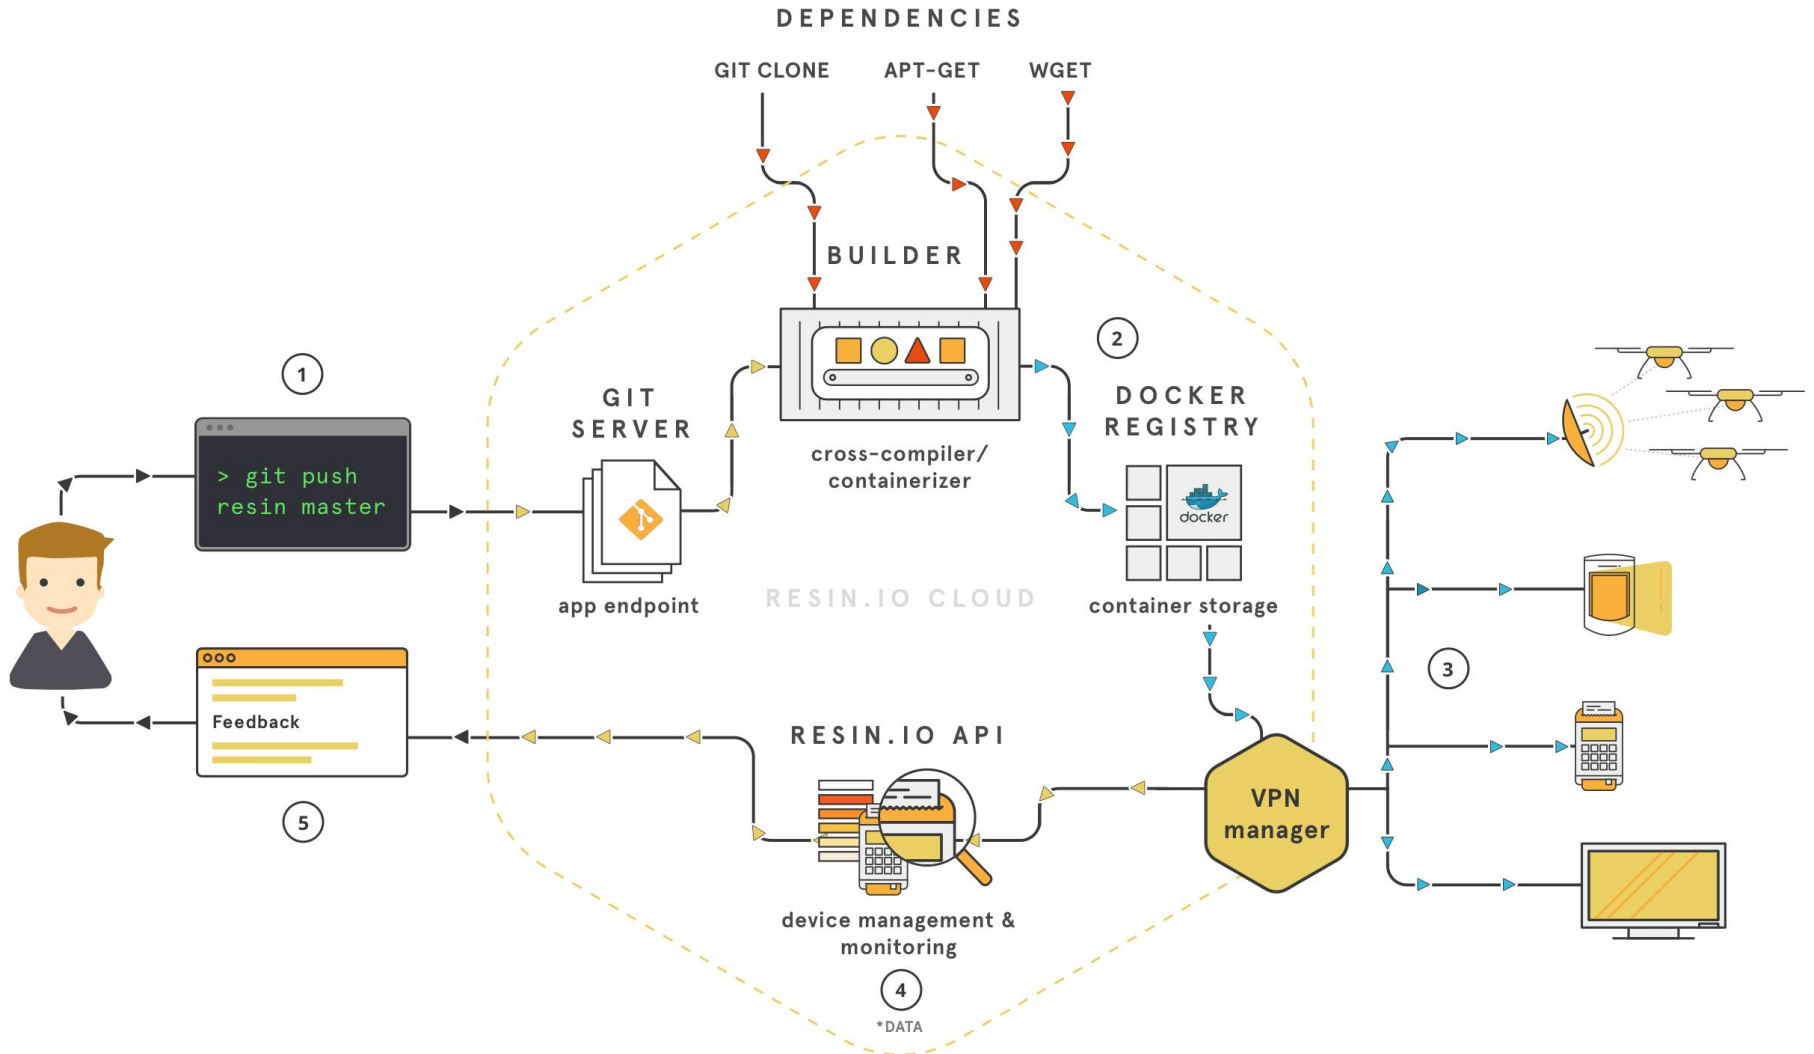 DEPENDENCIES
GIT CLONE
APT-GET
WGET
BUILDER
1
2
GIT
SERVER
DOCKER
REGISTRY
> git push
resin master
cross-compiler/
containerizer
docker
app endpoint
RESIN.IO CLOUD
container storage
3
Feedback
RESIN.IO API
VPN
manager
5
device management &
monitoring
4
*DATA